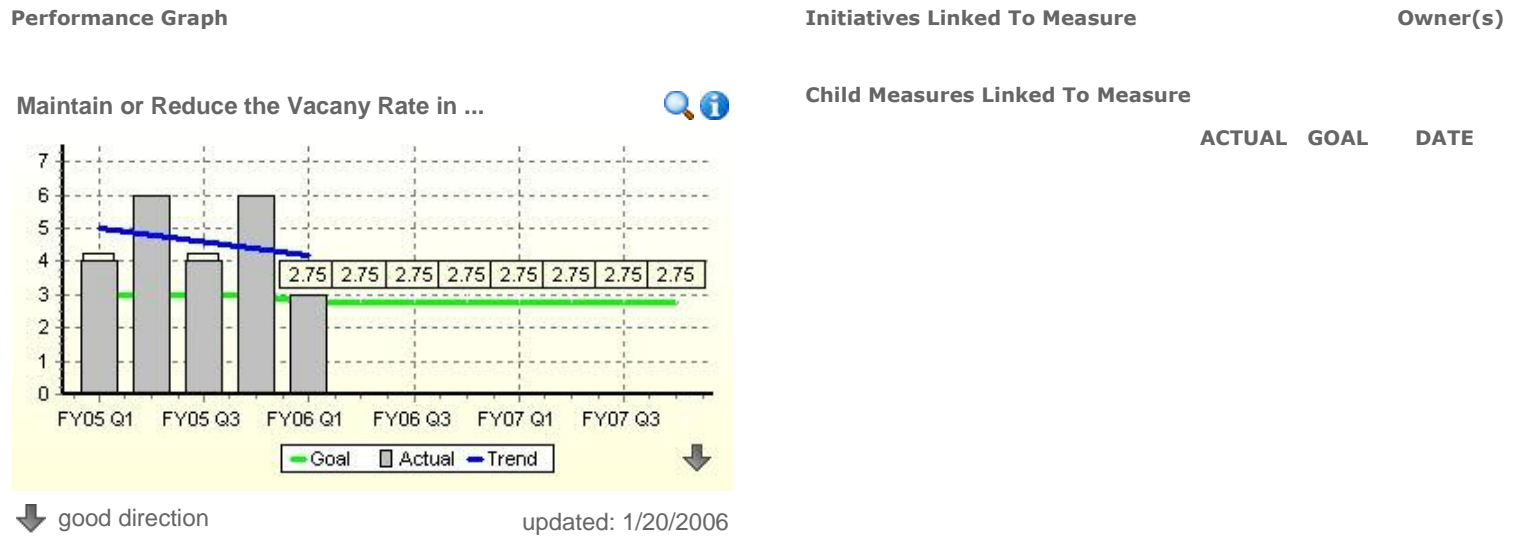 Performance Graph
Initiatives Linked To Measure Owner(s)
Maintain or Reduce the Vacany Rate in ...
Child Measures Linked To Measure
ACTUAL GOAL DATE
7
6
5
4
2.75 2.75 2.75 2.75 2.75 2.75 2.75 2.75
3
2
1
0
FY05 Q1 FY05 Q3 FY06 Q1 FY06 Q3 FY07 Q1 FY07 Q3
Goal Actual Trend
good direction
updated: 1/20/2006